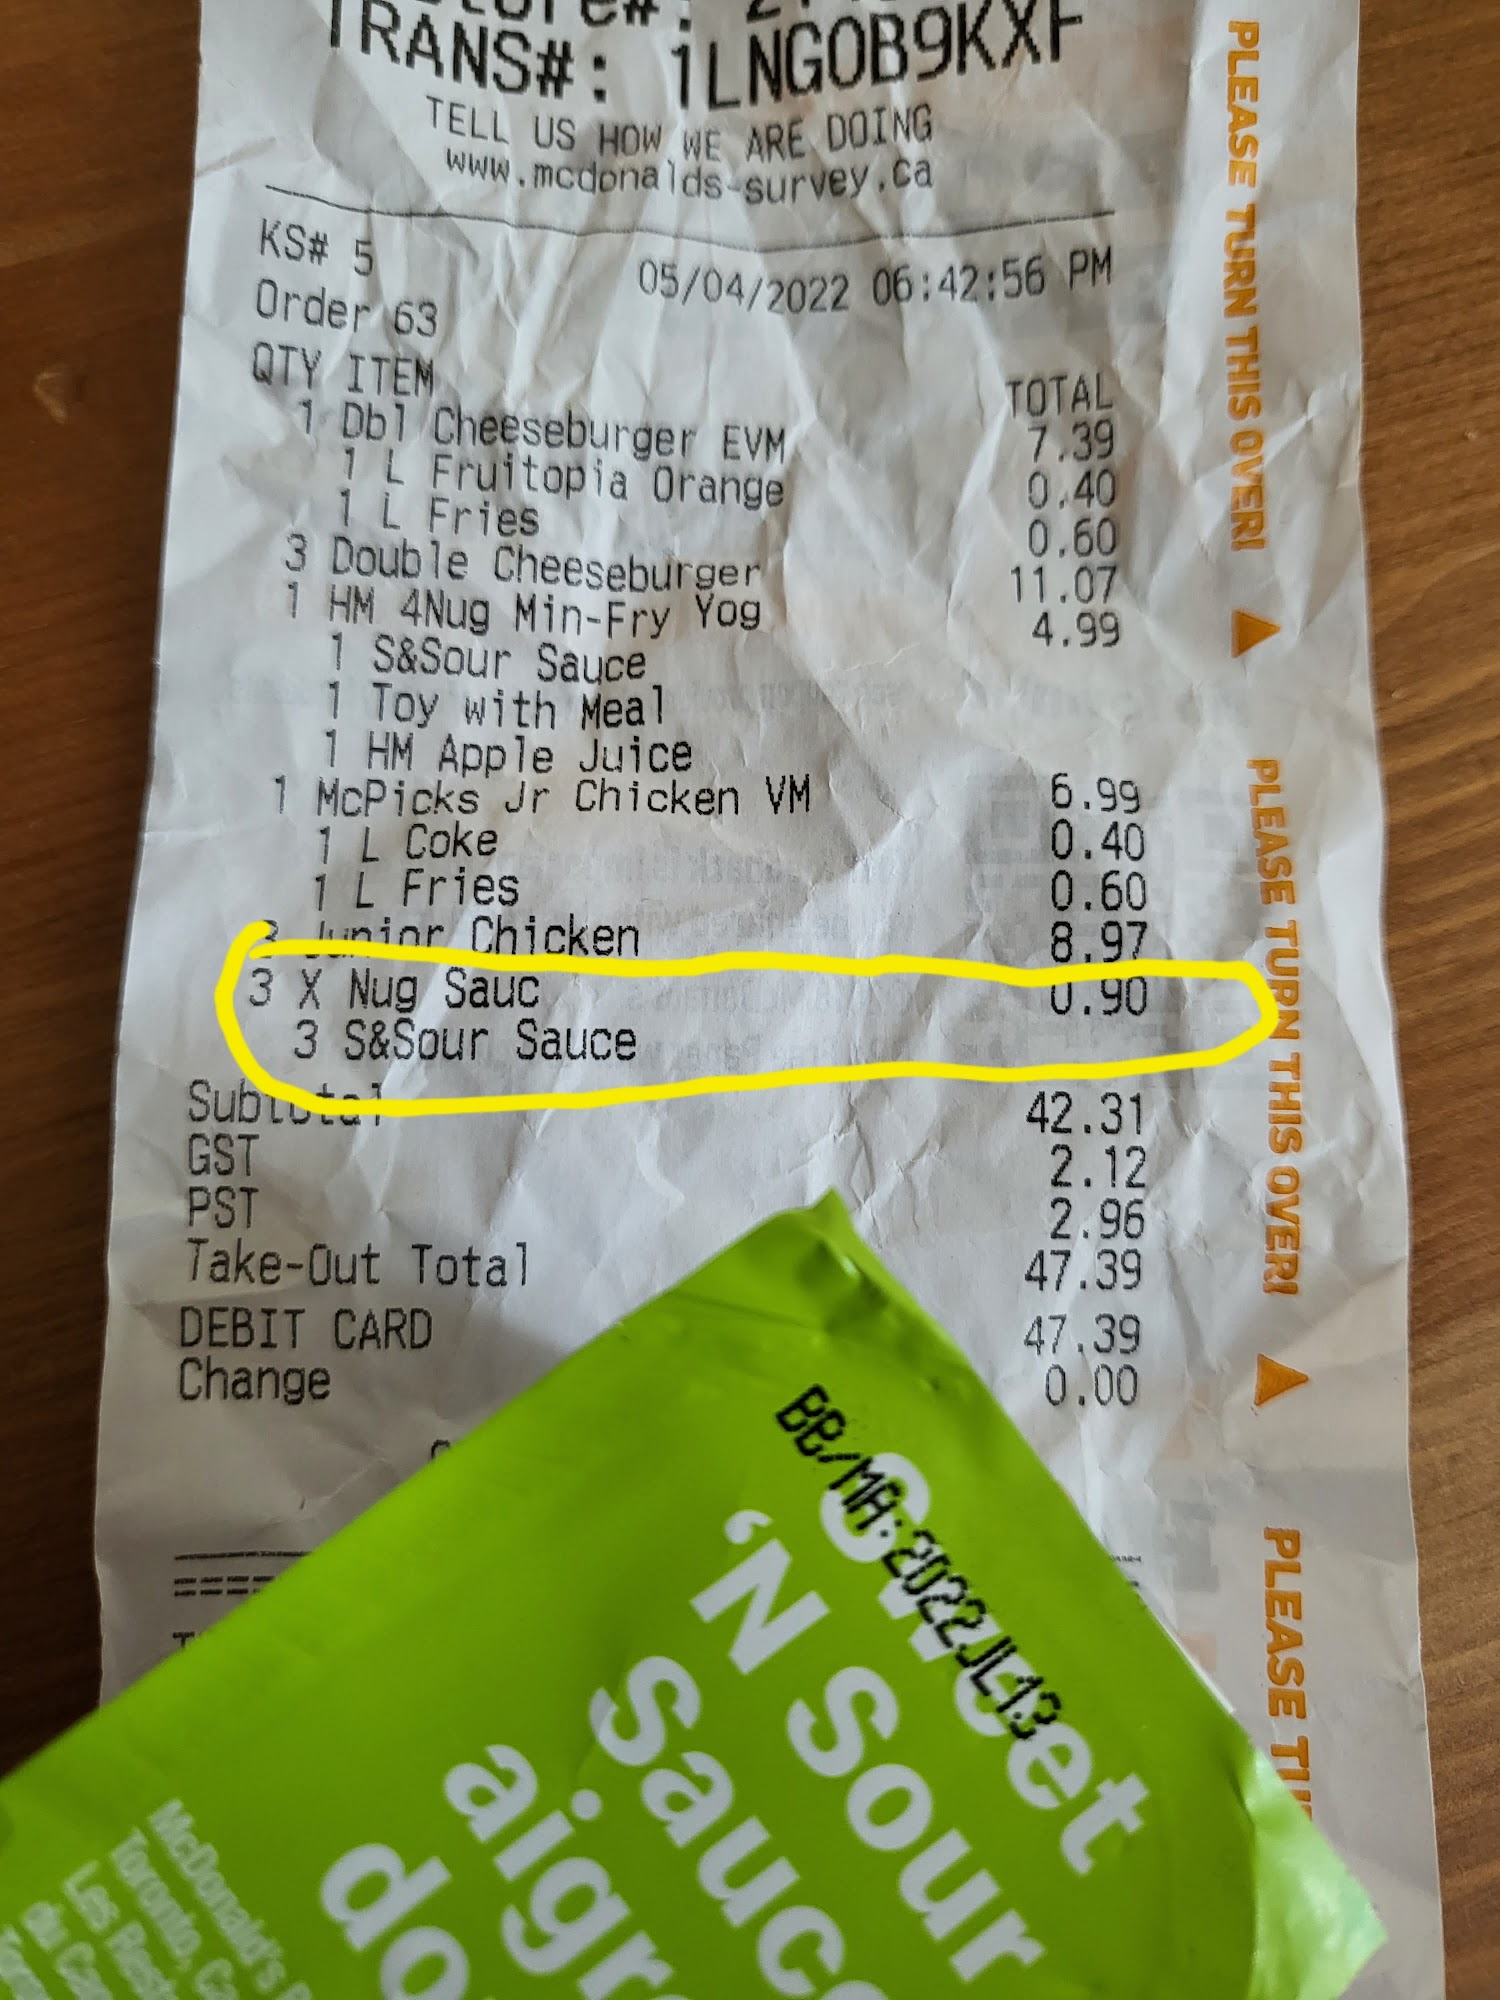 TRANS#: 1LNGOB9KXF
TELL US HOW WE ARE DOING
www.mcdonalds-survey.ca
KS# 5
05/04/2022 06:42:56 PM
Order 63
QTY ITEM TOTAL
1 Dbl Cheeseburger EVM 7.39
1 L Fruitopia Orange 0.40
1 L Fries 0.60
3 Double Cheeseburger 11.07
1 HM 4Nug Min-Fry Yog 4.99
1 S&Sour Sauce
1 Toy with Meal
1 HM Apple Juice
1 McPicks Jr Chicken VM 6.99
1 L Coke 0.40
1 L Fries 0.60
3 Junior Chicken 8.97
3 X Nug Sauc 0.90
3 S&Sour Sauce
Subtotal 42.31
GST 2.12
PST 2.96
Take-Out Total 47.39
DEBIT CARD 47.39
Change 0.00
PLEASE TURN THIS OVER!
PLEASE TURN THIS OVER!
PLEASE
BB/MA:2022JL13
Sweet
'N Sour
sauce
McDonald's
Toronto,